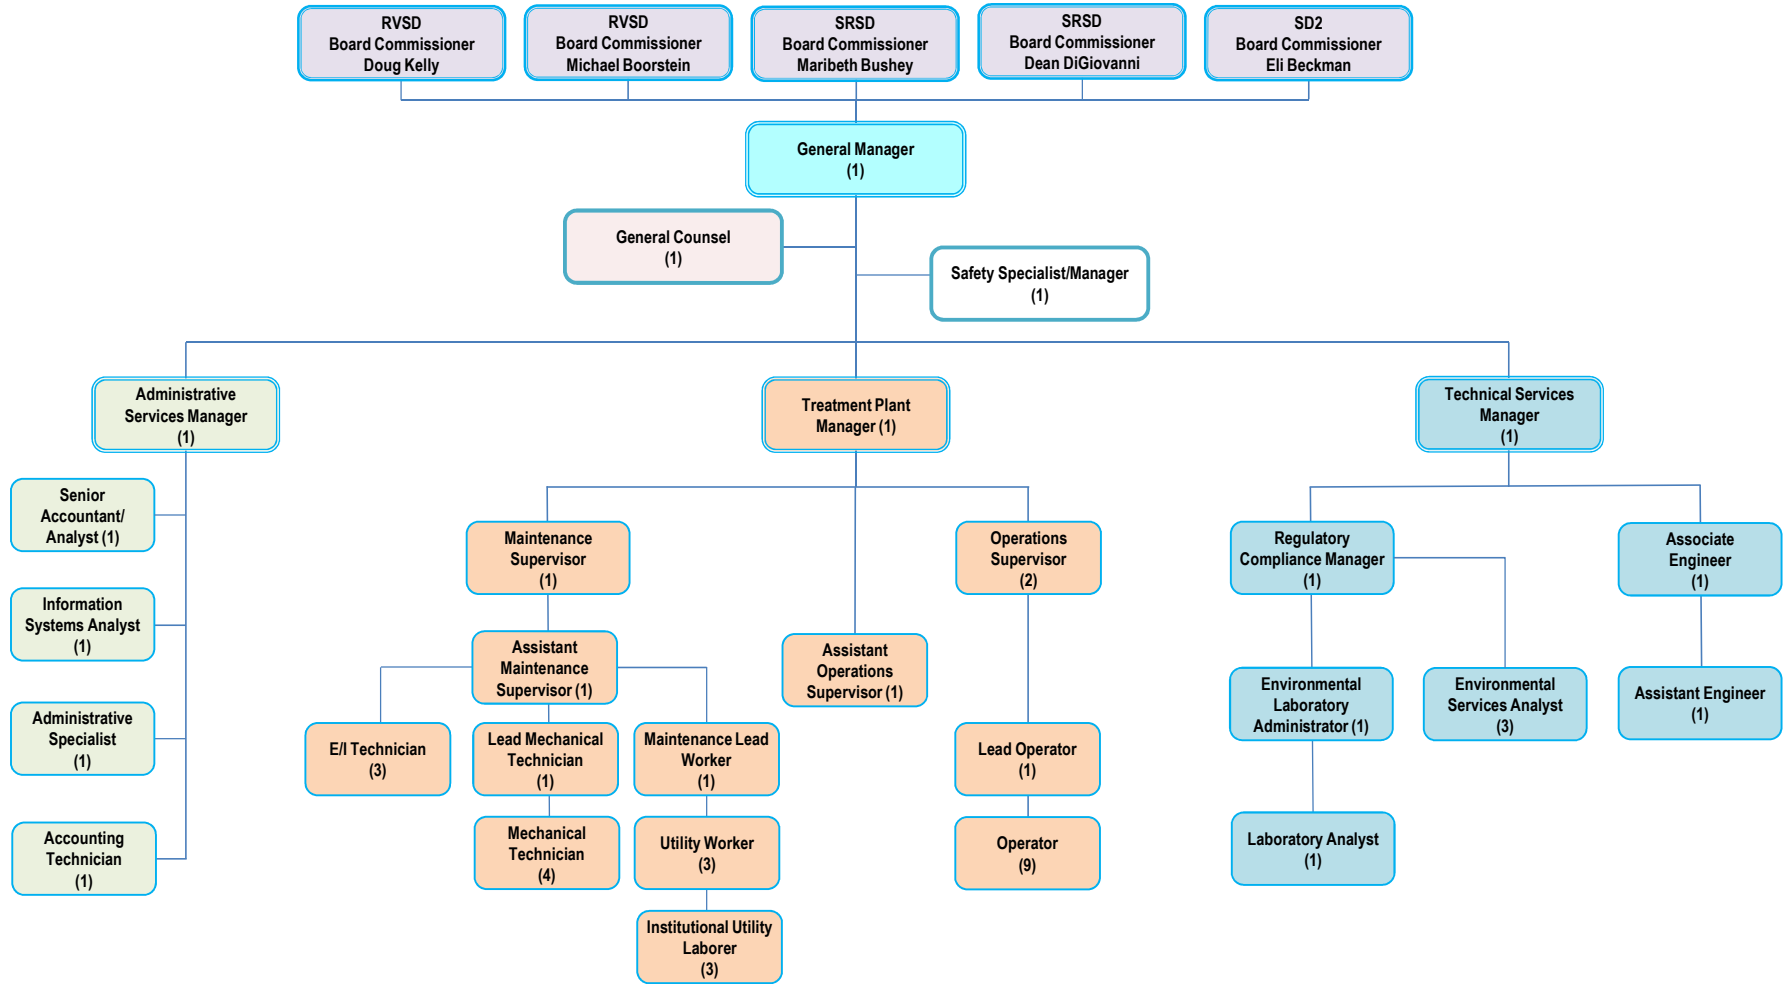 RVSD
Board Commissioner
Doug Kelly
RVSD
Board Commissioner
Michael Boorstein
SRSD
Board Commissioner
Maribeth Bushey
SRSD
Board Commissioner
Dean DiGiovanni
SD2
Board Commissioner
Eli Beckman
General Manager
(1)
General Counsel
(1)
Safety Specialist/Manager
(1)
Administrative
Services Manager
(1)
Treatment Plant
Manager (1)
Technical Services
Manager
(1)
Senior
Accountant/
Analyst (1)
Information
Systems Analyst
(1)
Administrative
Specialist
(1)
Accounting
Technician
(1)
Maintenance
Supervisor
(1)
Assistant
Maintenance
Supervisor (1)
E/I Technician
(3)
Lead Mechanical
Technician
(1)
Mechanical
Technician
(4)
Maintenance Lead
Worker
(1)
Utility Worker
(3)
Institutional Utility
Laborer
(3)
Assistant
Operations
Supervisor (1)
Operations
Supervisor
(2)
Lead Operator
(1)
Operator
(9)
Regulatory
Compliance Manager
(1)
Environmental
Laboratory
Administrator (1)
Laboratory Analyst
(1)
Environmental
Services Analyst
(3)
Associate
Engineer
(1)
Assistant Engineer
(1)